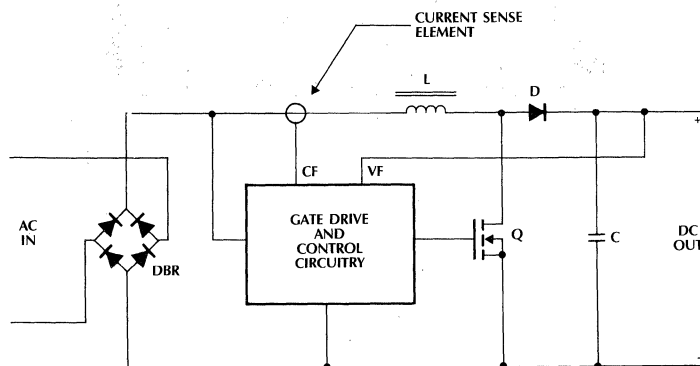 CURRENT SENSE
ELEMENT
L
D
+
CF
VF
AC
IN
DBR
GATE DRIVE
AND
CONTROL
CIRCUITRY
Q
C
DC
OUT
-